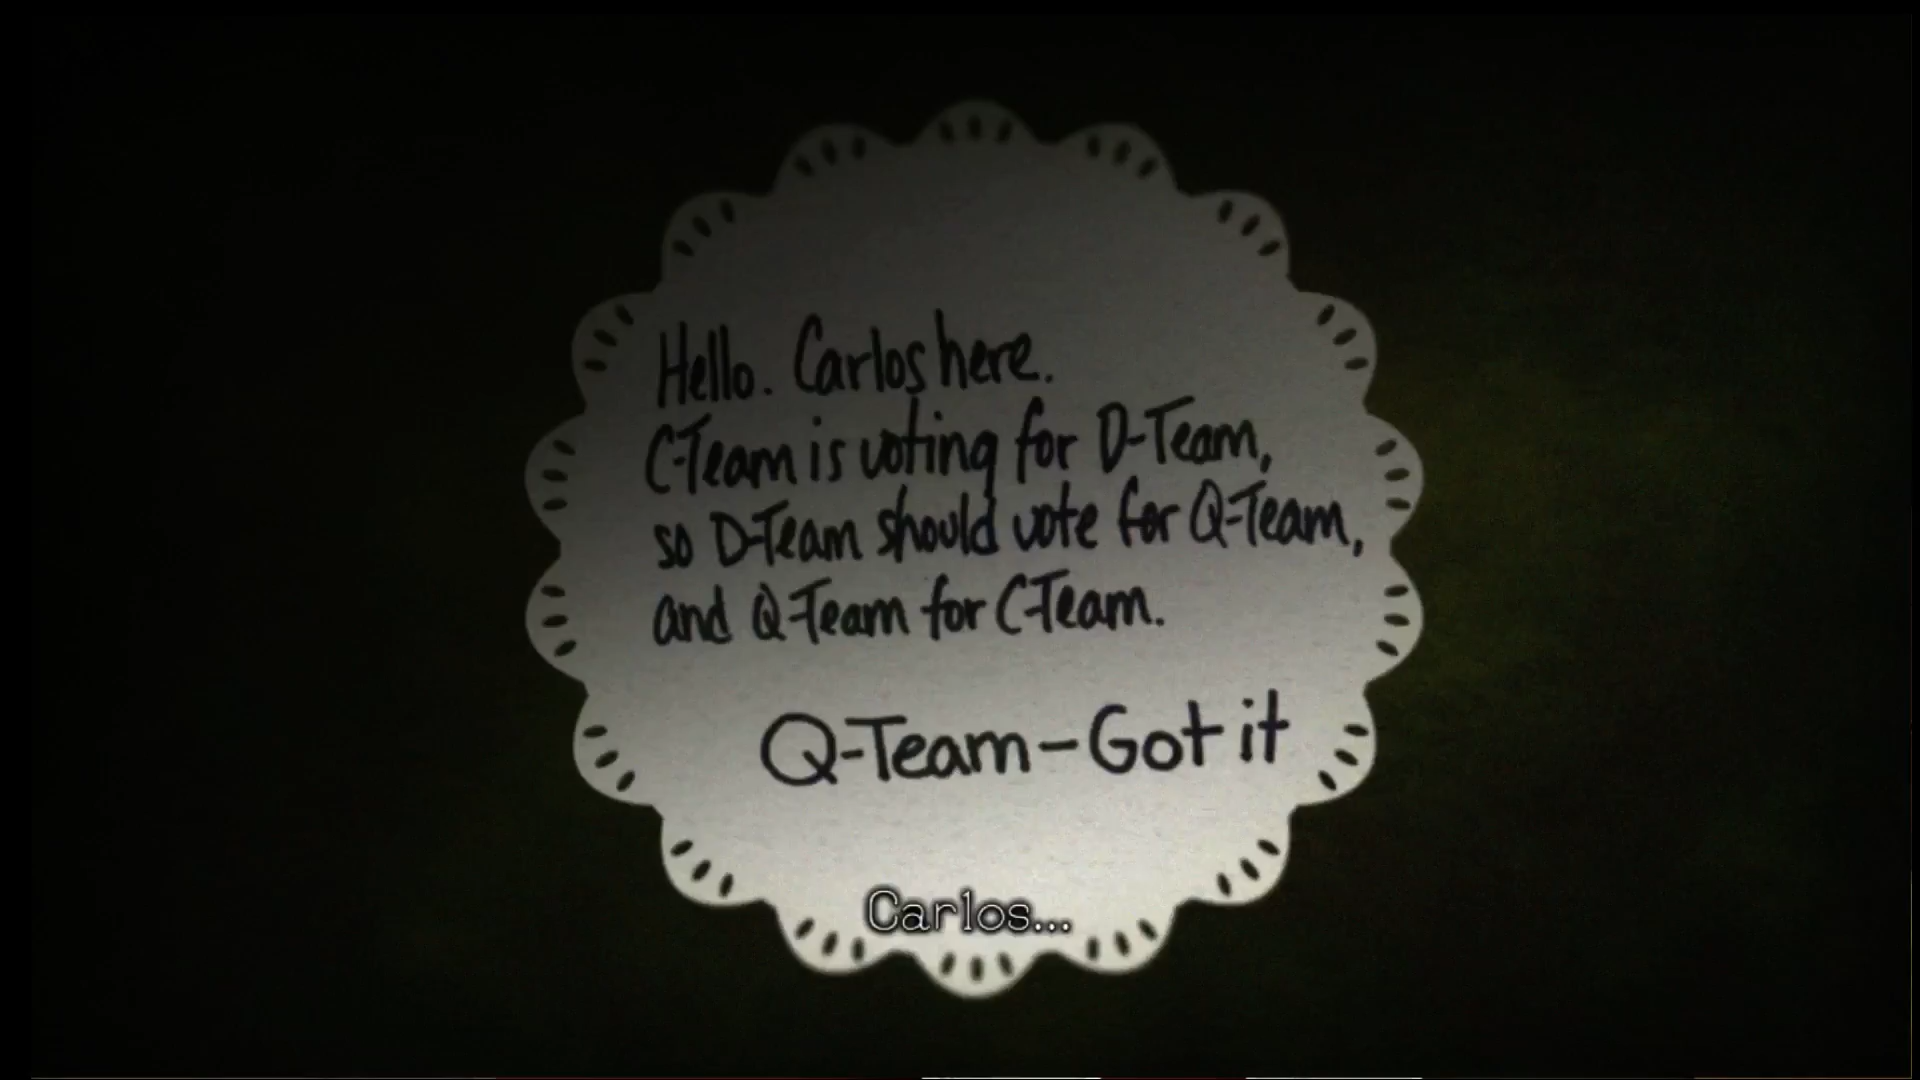 Hello. Carlos here.
C-Team is voting for D-Team,
so D-Team should vote for Q-Team,
and Q-Team for C-Team.
Q-Team-Got it
Carlos...